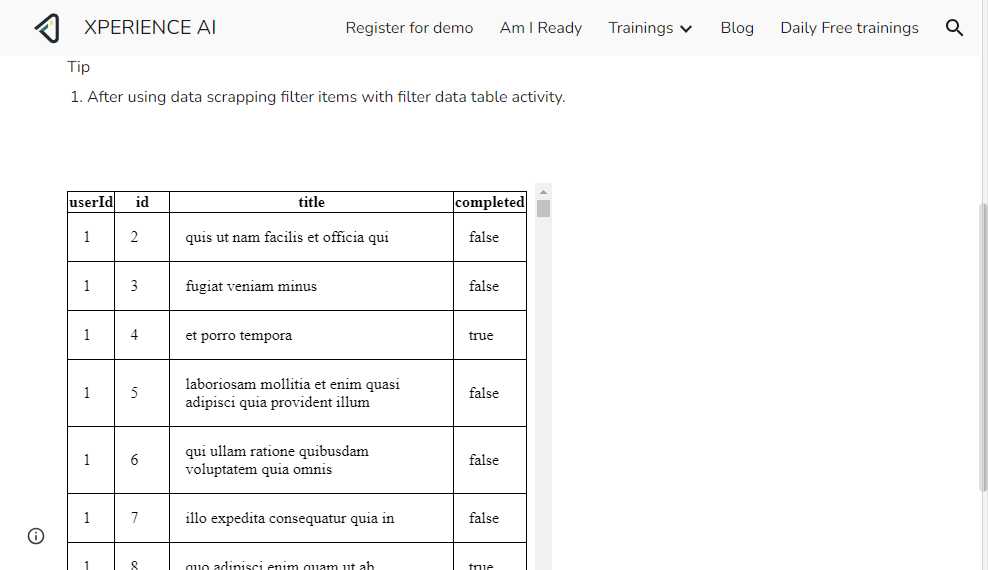 XPERIENCE AI Register for demo Am I Ready Trainings Blog Daily Free trainings
Tip
1. After using data scrapping filter items with filter data table activity.
userId id title completed
1 2 quis ut nam facilis et officia qui false
1 3 fugiat veniam minus false
1 4 et porro tempora true
laboriosam mollitia et enim quasi
1 5 adipisci quia provident illum false
qui ullam ratione quibusdam
1 6 voluptatem quia omnis false
1 7 illo expedita consequatur quia in false
1 8 quo adipisci enim quam ut ab true